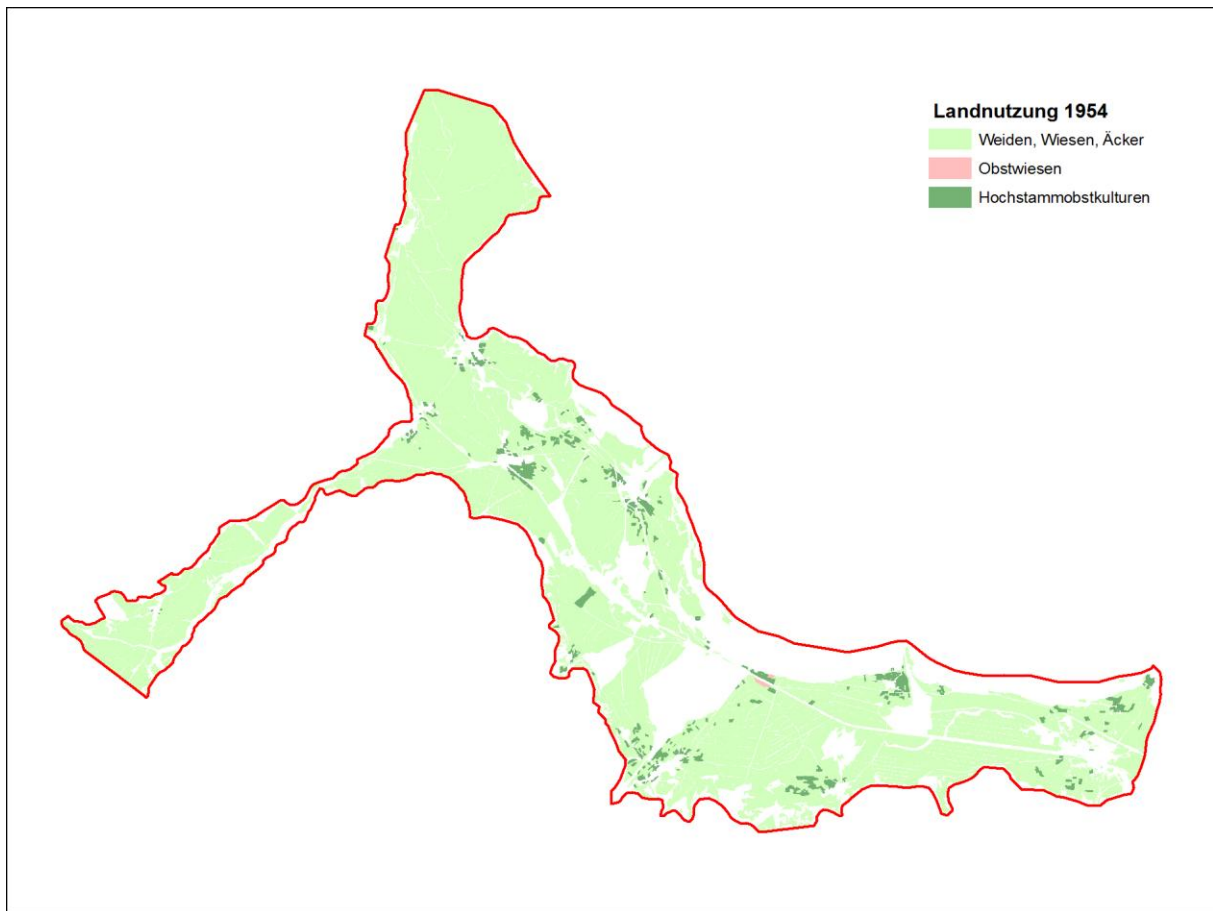 Landnutzung 1954
Weiden, Wiesen, Äcker
Obstwiesen
Hochstammobstkulturen